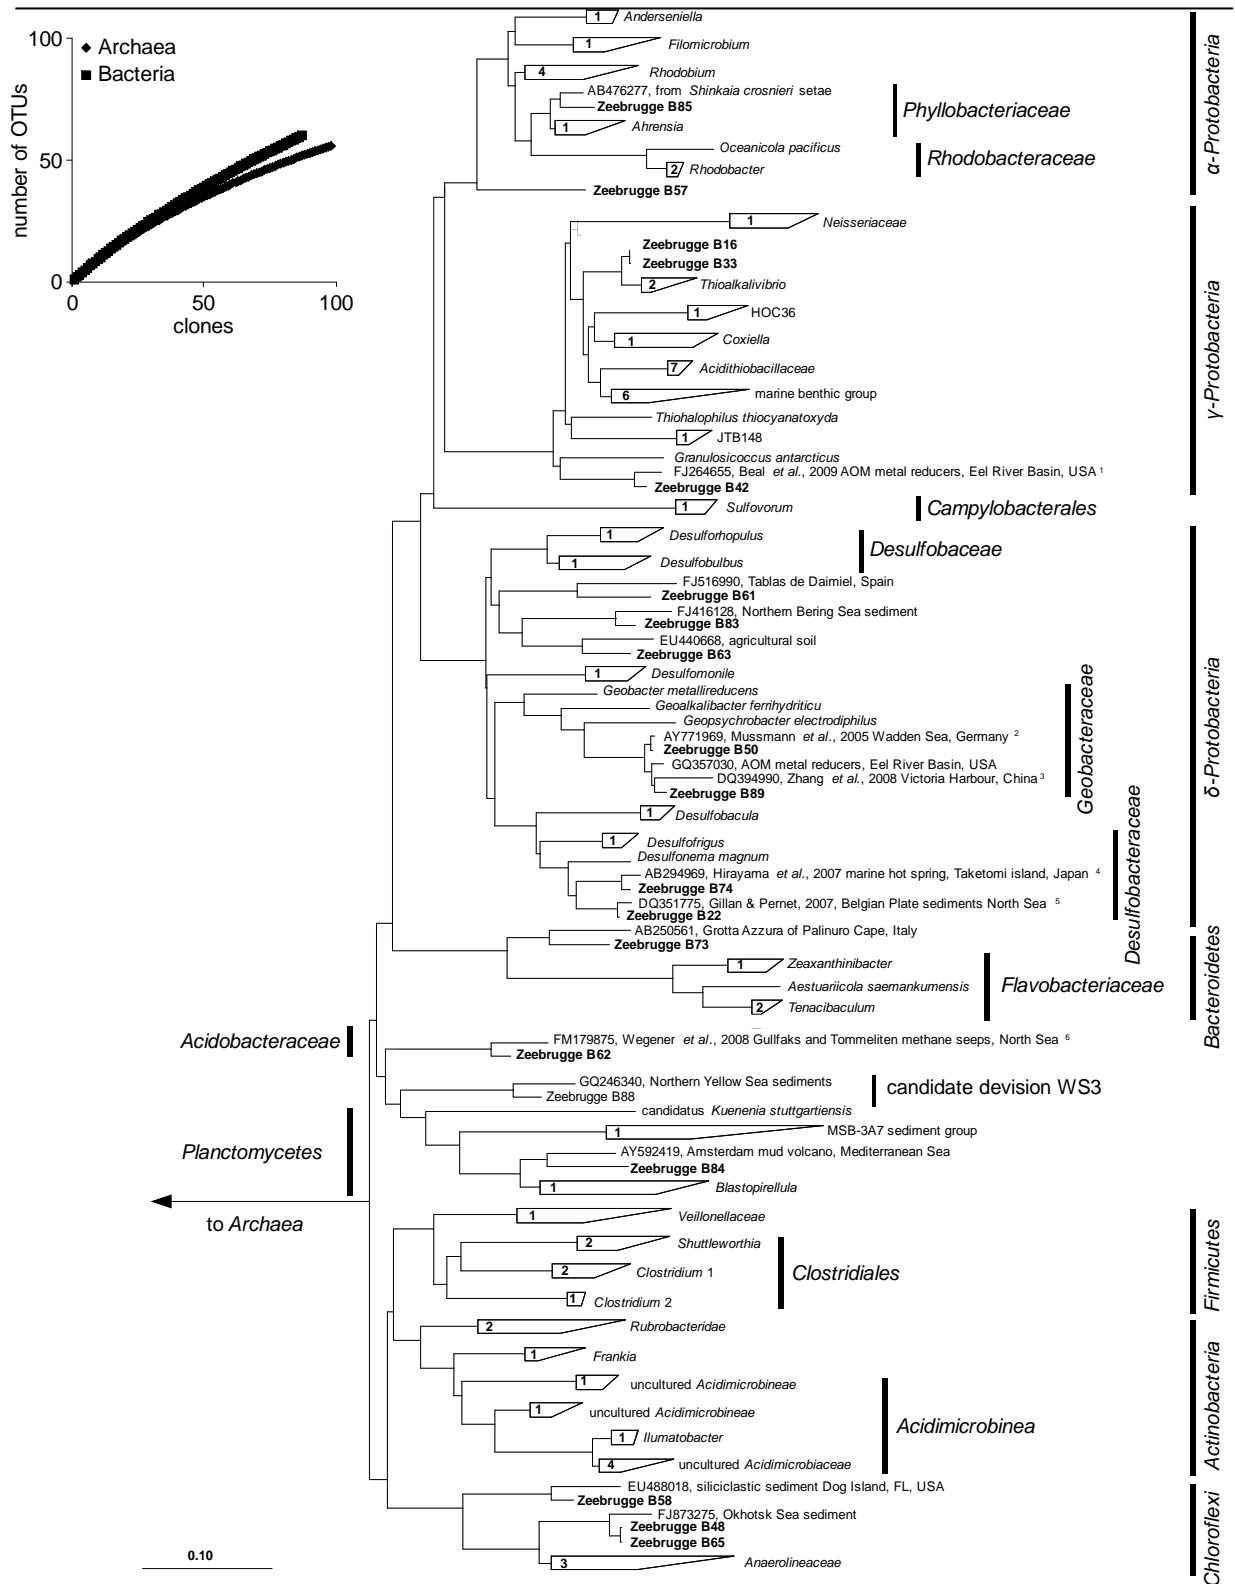 100
Archaea
Bacteria
number of OTUs
50
0
0
50
100
clones
1 Anderseniella
1 Filomicrobium
4 Rhodobium
AB476277, from Shinkaia crosnieri setae
Zeebrugge B85
1 Ahrensia
Phyllobacteriaceae
Oceanicola pacificus
2 Rhodobacter
Rhodobacteraceae
Zeebrugge B57
α-Protobacteria
1 Neisseriaceae
Zeebrugge B16
Zeebrugge B33
2 Thioalkalivibrio
1 HOC36
1 Coxiella
7 Acidithiobacillaceae
6 marine benthic group
Thiohalophilus thiocyanatoxyda
1 JTB148
Granulosicoccus antarcticus
FJ264655, Beal et al., 2009 AOM metal reducers, Eel River Basin, USA 1
Zeebrugge B42
γ-Protobacteria
1 Sulfovorum
Campylobacterales
1 Desulforhopulus
1 Desulfobulbus
Desulfobaceae
FJ516990, Tablas de Daimiel, Spain
Zeebrugge B61
FJ416128, Northern Bering Sea sediment
Zeebrugge B83
EU440668, agricultural soil
Zeebrugge B63
1 Desulfomonile
Geobacter metallireducens
Geoalkalibacter ferrihydriticu
Geopsychrobacter electrodiphilus
AY771969, Mussmann et al., 2005 Wadden Sea, Germany 2
Zeebrugge B50
GQ357030, AOM metal reducers, Eel River Basin, USA
DQ394990, Zhang et al., 2008 Victoria Harbour, China 3
Zeebrugge B89
Geobacteraceae
1 Desulfobacula
1 Desulfofrigus
Desulfonema magnum
AB294969, Hirayama et al., 2007 marine hot spring, Taketomi island, Japan 4
Zeebrugge B74
DQ351775, Gillan & Pernet, 2007, Belgian Plate sediments North Sea 5
Zeebrugge B22
Desulfobacteraceae
δ-Protobacteria
AB250561, Grotta Azzura of Palinuro Cape, Italy
Zeebrugge B73
1 Zeaxanthinibacter
Aestuariicola saemankumensis
2 Tenacibaculum
Flavobacteriaceae
Bacteroidetes
Acidobacteraceae
FM179875, Wegener et al., 2008 Gullfaks and Tommeliten methane seeps, North Sea 6
Zeebrugge B62
GQ246340, Northern Yellow Sea sediments
Zeebrugge B88
candidate devision WS3
candidatus Kuenenia stuttgartiensis
1 MSB-3A7 sediment group
Planctomycetes
AY592419, Amsterdam mud volcano, Mediterranean Sea
Zeebrugge B84
1 Blastopirellula
to Archaea
1 Veillonellaceae
2 Shuttleworthia
2 Clostridium 1
1 Clostridium 2
Clostridiales
Firmicutes
2 Rubrobacteridae
1 Frankia
1 uncultured Acidimicrobineae
1 uncultured Acidimicrobineae
1 Ilumatobacter
4 uncultured Acidimicrobiaceae
Acidimicrobinea
Actinobacteria
EU488018, siliciclastic sediment Dog Island, FL, USA
Zeebrugge B58
FJ873275, Okhotsk Sea sediment
Zeebrugge B48
Zeebrugge B65
3 Anaerolineaceae
Chloroflexi
0.10